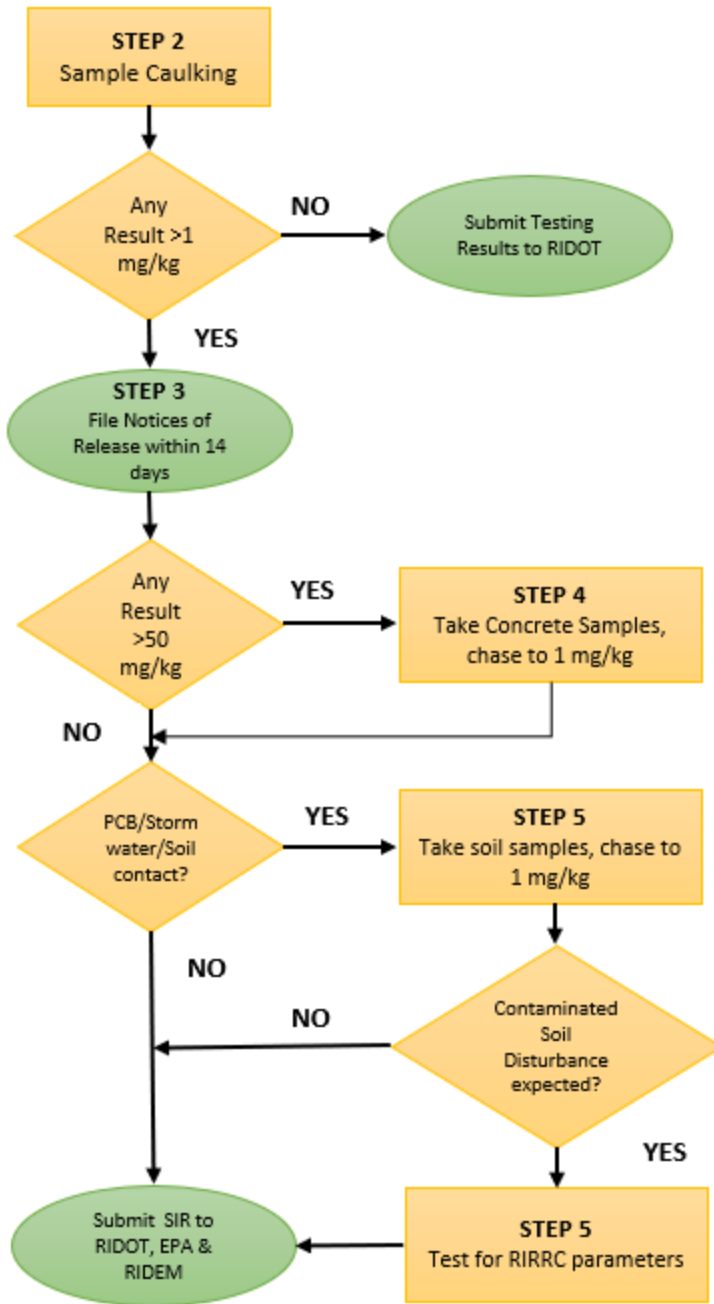 STEP 2
Sample Caulking
Any
Result >1
mg/kg
NO
Submit Testing
Results to RIDOT
YES
STEP 3
File Notices of
Release within 14
days
Any
Result
>50
mg/kg
YES
STEP 4
Take Concrete Samples,
chase to 1 mg/kg
NO
PCB/Storm
water/Soil
contact?
YES
STEP 5
Take soil samples, chase to
1 mg/kg
NO
Contaminated
Soil
Disturbance
expected?
NO
YES
STEP 5
Test for RIRRC parameters
Submit SIR to
RIDOT, EPA &
RIDEM